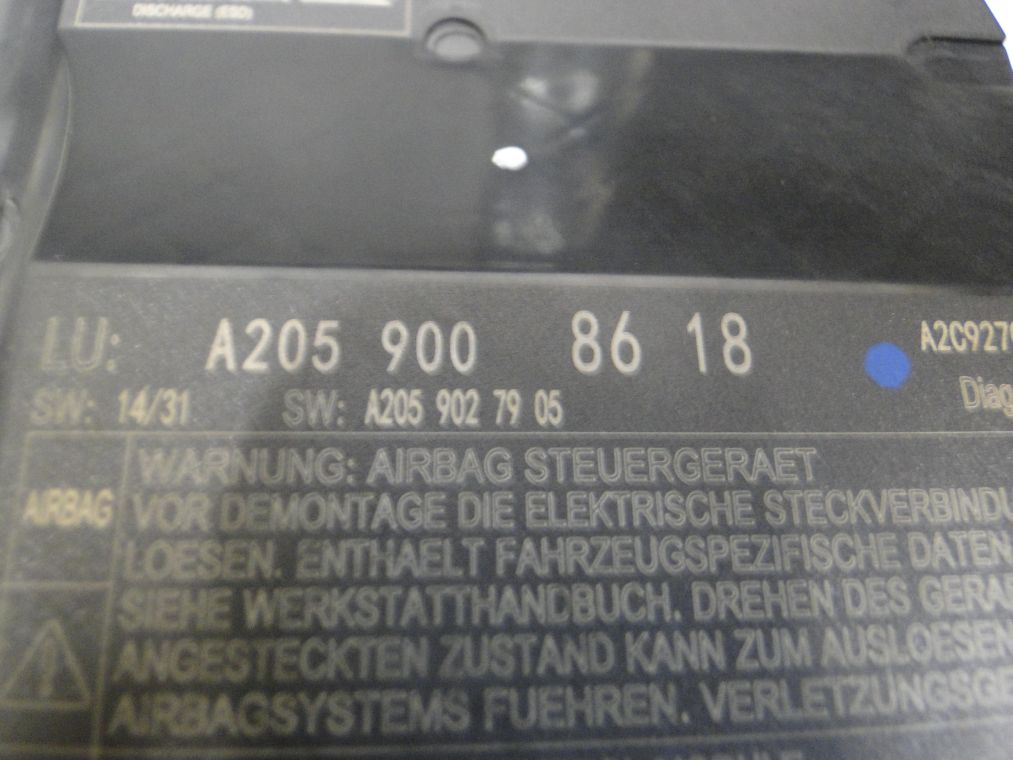 DISCHARGE (ESD)
LU: A205 900 86 18
A2C927
SW: 14/31 SW: A205 902 79 05
Diag
AIRBAG
WARNUNG: AIRBAG STEUERGERAET
VOR DEMONTAGE DIE ELEKTRISCHE STECKVERBINDU
LOESEN. ENTHAELT FAHRZEUGSPEZIFISCHE DATEN.
SIEHE WERKSTATTHANDBUCH. DREHEN DES GERAE
ANGESTECKTEN ZUSTAND KANN ZUM AUSLOESEN
AIRBAGSYSTEMS FUEHREN. VERLETZUNGSGE